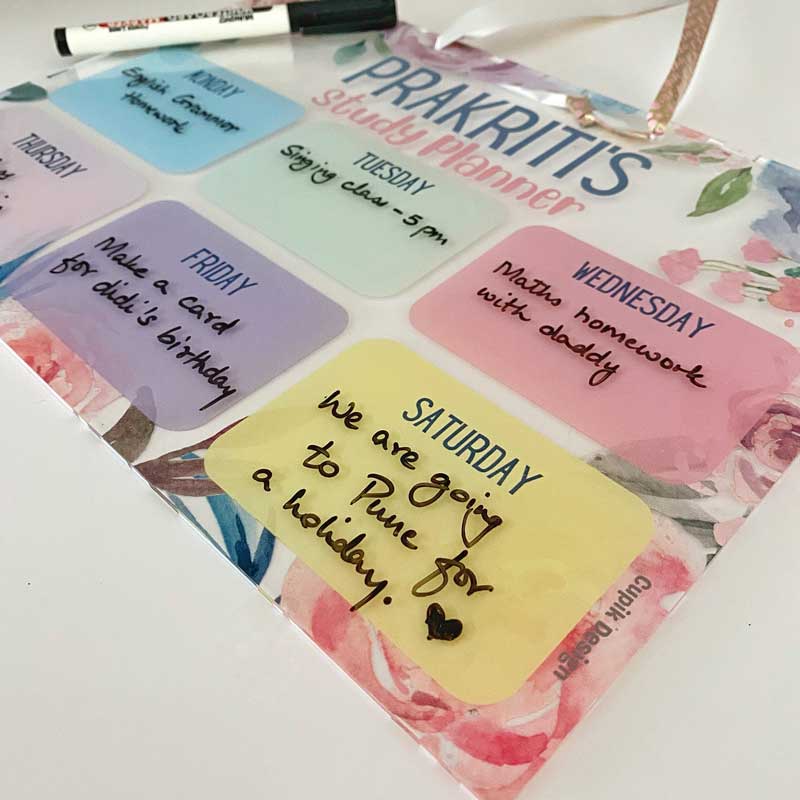 PRAKRITI'S
Study Planner
MONDAY
English Grammar
Homework
TUESDAY
Singing class - 5 pm
WEDNESDAY
Maths homework
with daddy
THURSDAY
FRIDAY
Make a card
for didi's birthday
SATURDAY
We are going
to Pune for
a holiday.
Cupik Design